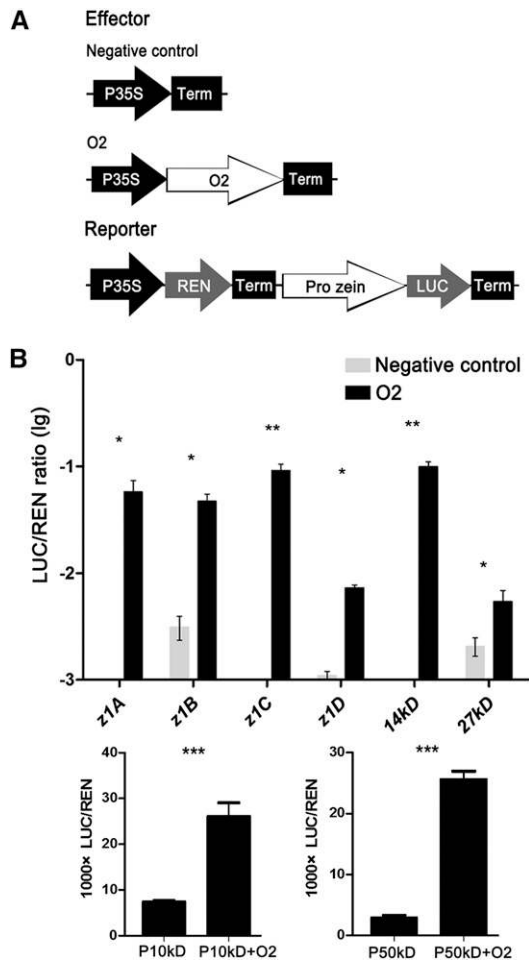 A
Effector
Negative control
P35S Term
O2
P35S O2 Term
Reporter
P35S REN Term Pro zein LUC Term
B
Negative control
O2
LUC/REN ratio (lg)
0
-1
-2
-3
* * ** * ** *
z1A z1B z1C z1D 14kD 27kD
1000× LUC/REN
40
30
20
10
0
***
P10kD P10kD+O2
1000× LUC/REN
30
20
10
0
***
P50kD P50kD+O2